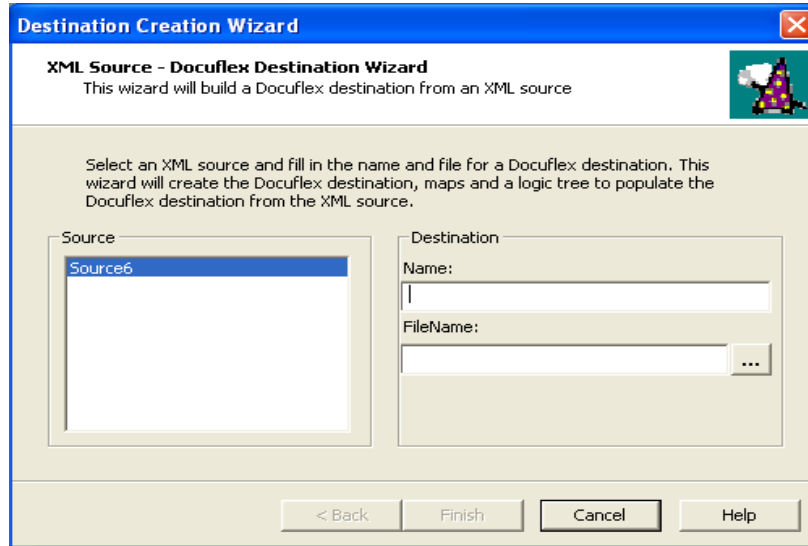 Destination Creation Wizard
XML Source - Docuflex Destination Wizard
This wizard will build a Docuflex destination from an XML source
Select an XML source and fill in the name and file for a Docuflex destination. This
wizard will create the Docuflex destination, maps and a logic tree to populate the
Docuflex destination from the XML source.
Source
Source6
Destination
Name:
FileName:
...
< Back
Finish
Cancel
Help